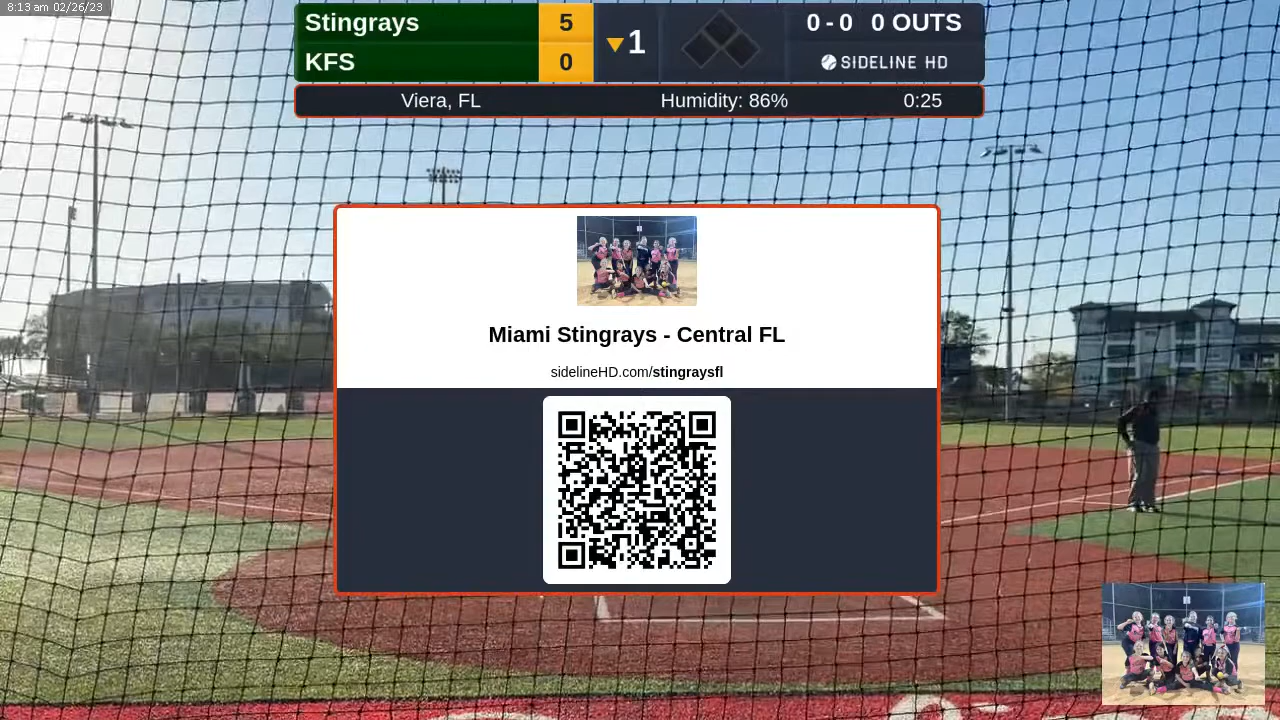 8:13 am 02/26/23
Stingrays 5
KFS 0
1
0 - 0 0 OUTS
SIDELINE HD
Viera, FL Humidity: 86% 0:25
Miami Stingrays - Central FL
sidelineHD.com/stingraysfl